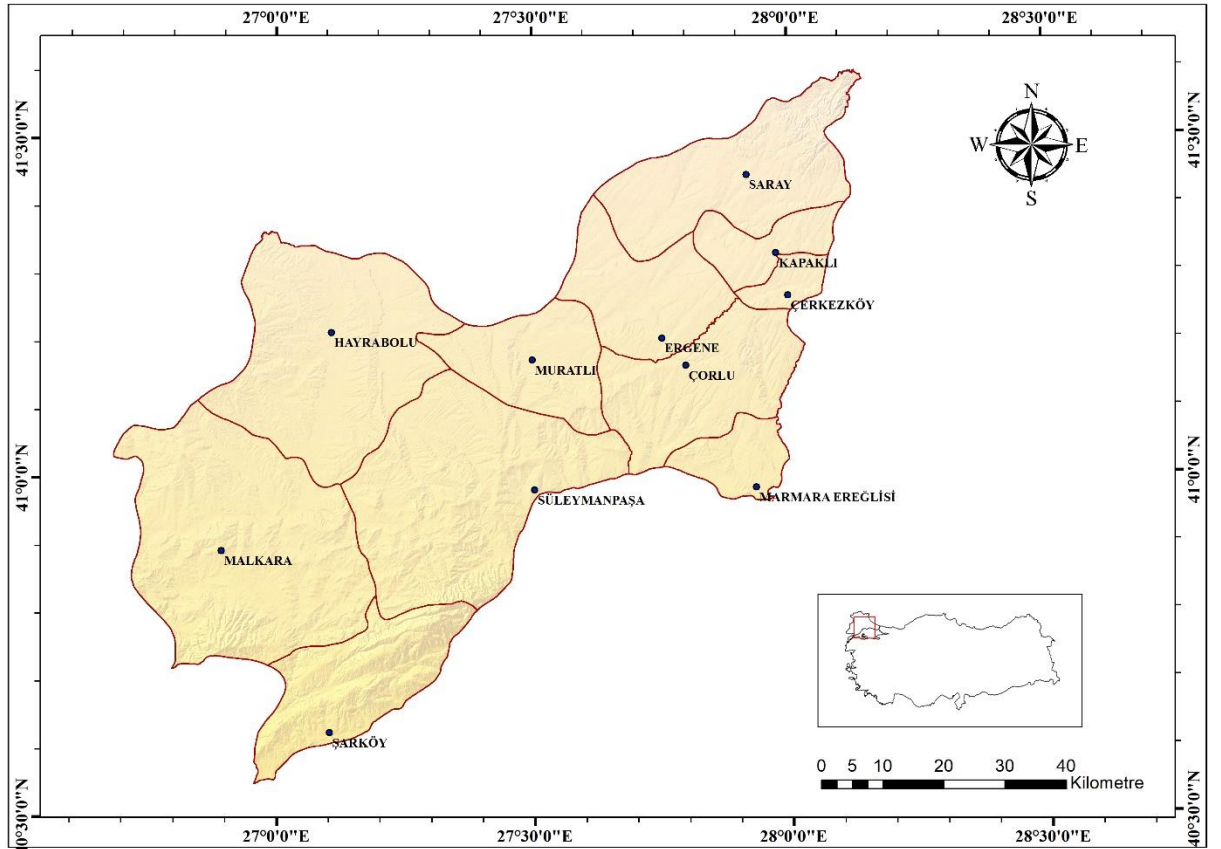 27°0'0"E 27°30'0"E 28°0'0"E 28°30'0"E
41°30'0"N
41°30'0"N
N
W E
S
SARAY
KAPAKLI
ÇERKEZKÖY
HAYRABOLU
ERGENE
MURATLI
ÇORLU
41°0'0"N
41°0'0"N
SÜLEYMANPAŞA
MARMARA EREĞLİSİ
MALKARA
ŞARKÖY
0 5 10 20 30 40
Kilometre
40°30'0"N
40°30'0"N
27°0'0"E 27°30'0"E 28°0'0"E 28°30'0"E